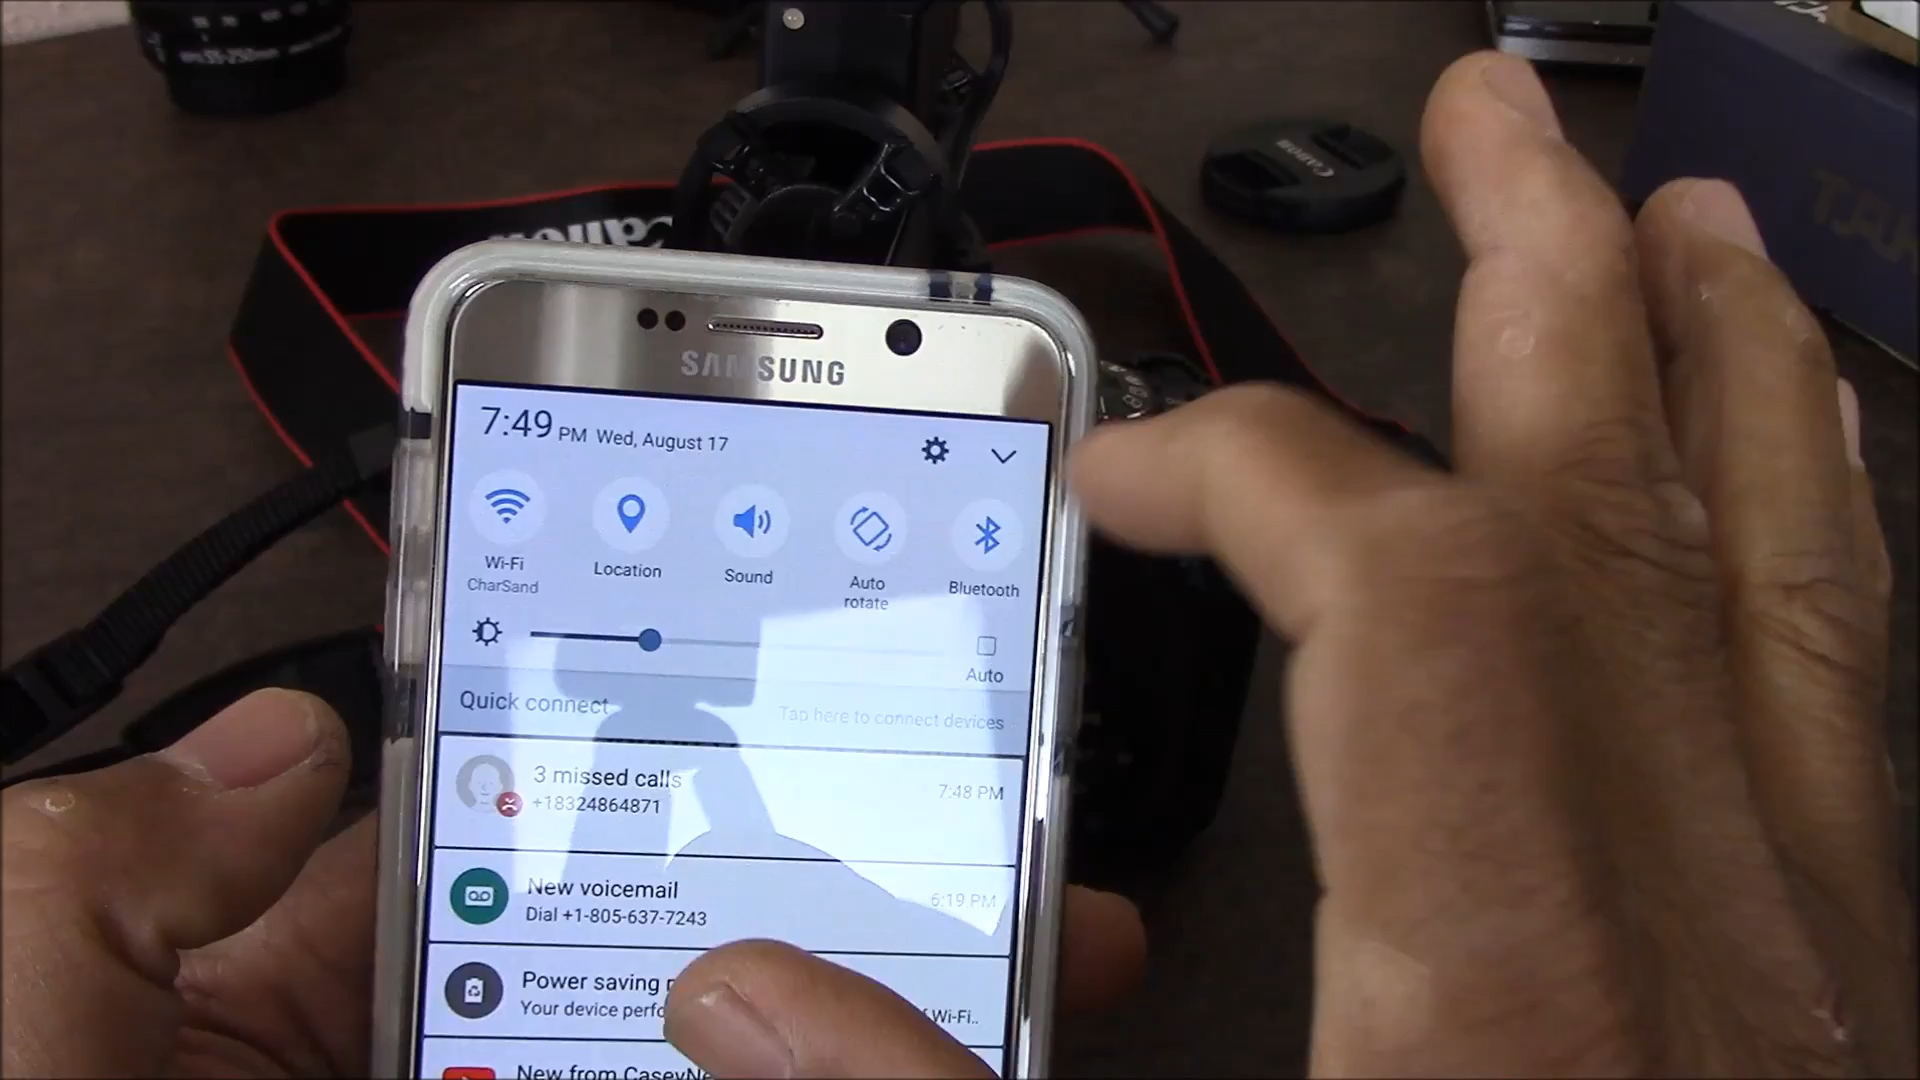 Canon
Canon
SAMSUNG
7:49 PM Wed, August 17
Wi-Fi
CharSand
Location
Sound
Auto
rotate
Bluetooth
Auto
Quick connect
Tap here to connect devices
3 missed calls
7:48 PM
+18324864871
New voicemail
6:19 PM
Dial +1-805-637-7243
Power saving
Your device
Wi-Fi..
New from